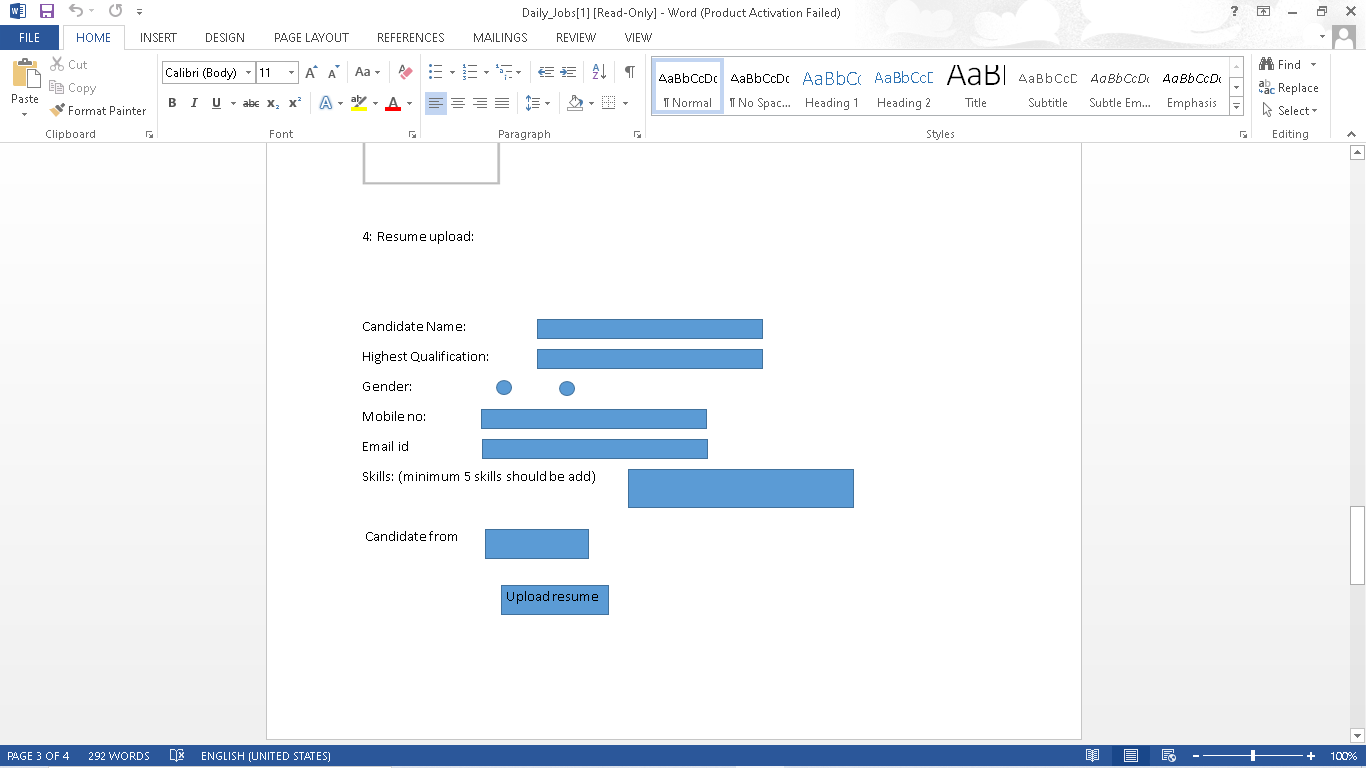 Daily_Jobs[1] [Read-Only] - Word (Product Activation Failed)
FILE HOME INSERT DESIGN PAGE LAYOUT REFERENCES MAILINGS REVIEW VIEW
Paste
Cut
Copy
Format Painter
Clipboard
Calibri (Body) 11
Font
Paragraph
AaBbCcDc AaBbCcDc AaBbCc AaBbCcD AaBl AaBbCcD AaBbCcDc AaBbCcDc
¶ Normal ¶ No Spac... Heading 1 Heading 2 Title Subtitle Subtle Em... Emphasis
Styles
Find
Replace
Select
Editing
4: Resume upload:
Candidate Name:
Highest Qualification:
Gender:
Mobile no:
Email id
Skills: (minimum 5 skills should be add)
Candidate from
Upload resume
PAGE 3 OF 4 292 WORDS ENGLISH (UNITED STATES) 100%